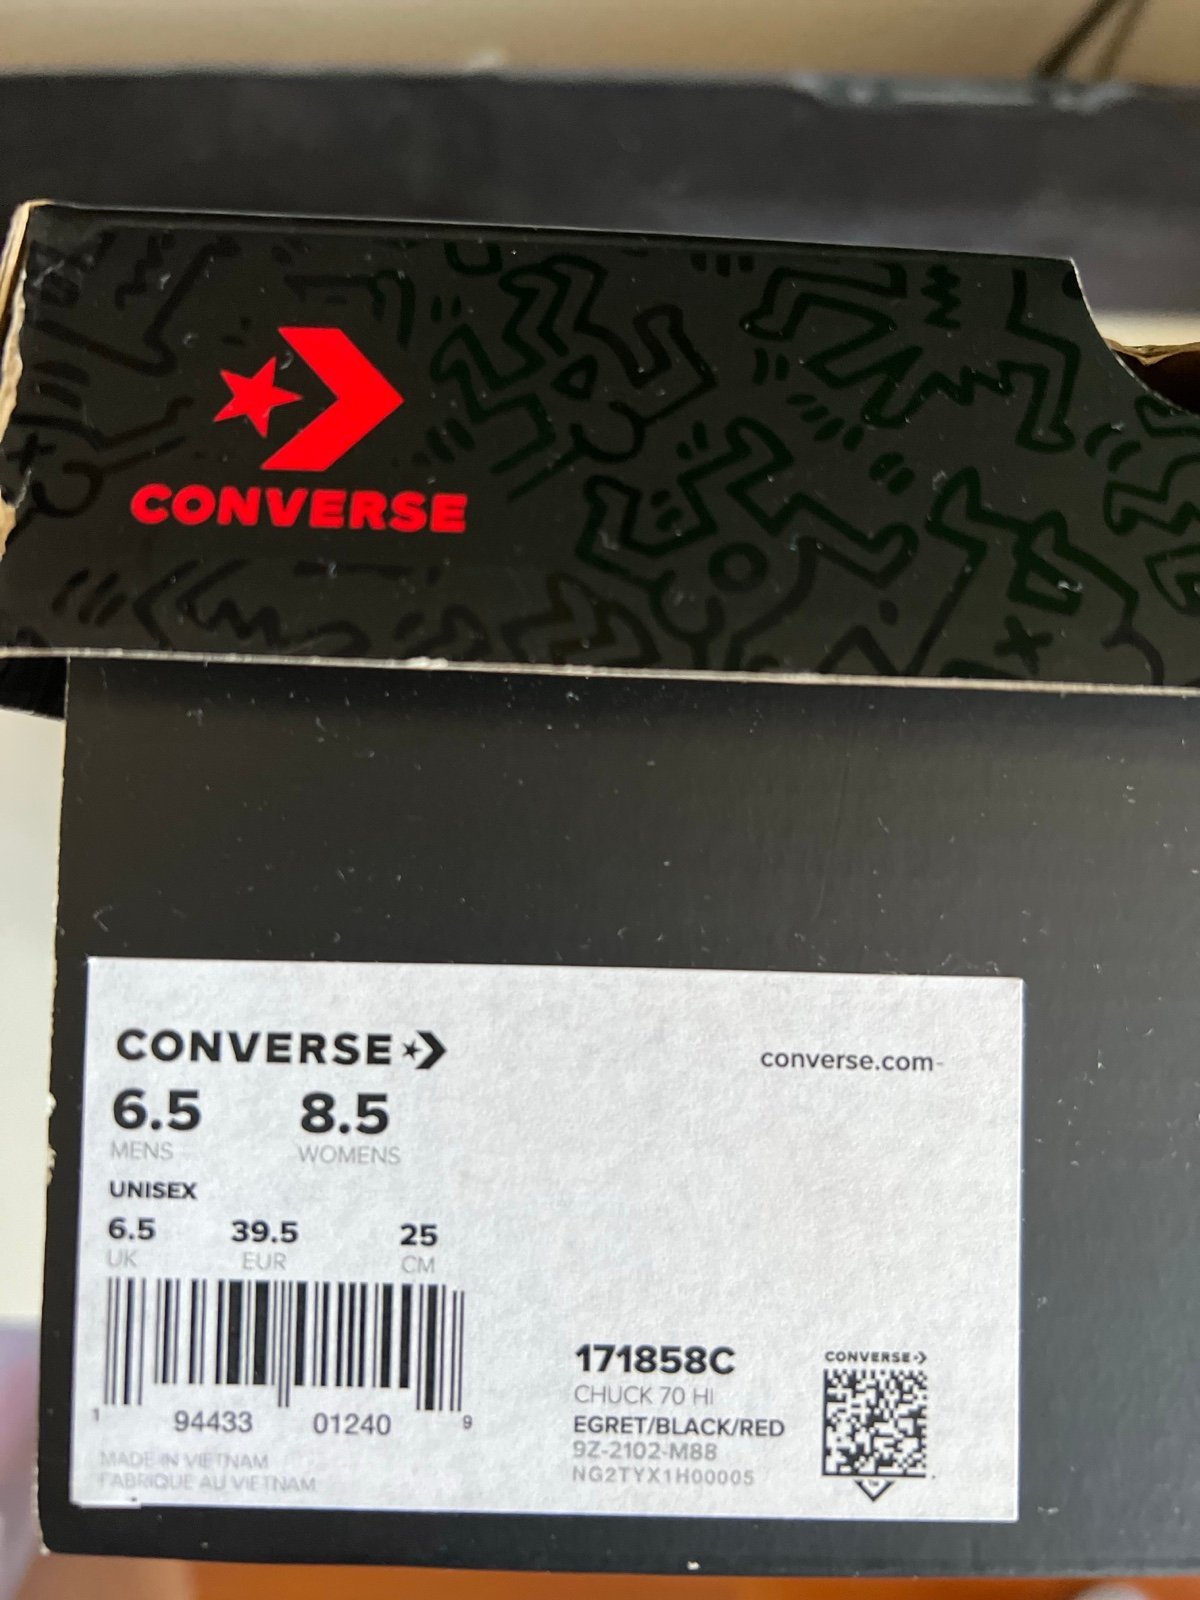 CONVERSE
CONVERSE
converse.com
6.5 8.5
MENS WOMENS
UNISEX
6.5 39.5 25
UK EUR CM
1 94433 01240 9
MADE IN VIETNAM
FABRIQUE AU VIETNAM
171858C
CHUCK 70 HI
EGRET/BLACK/RED
9Z-2102-M88
NG2TYX1H00005
CONVERSE